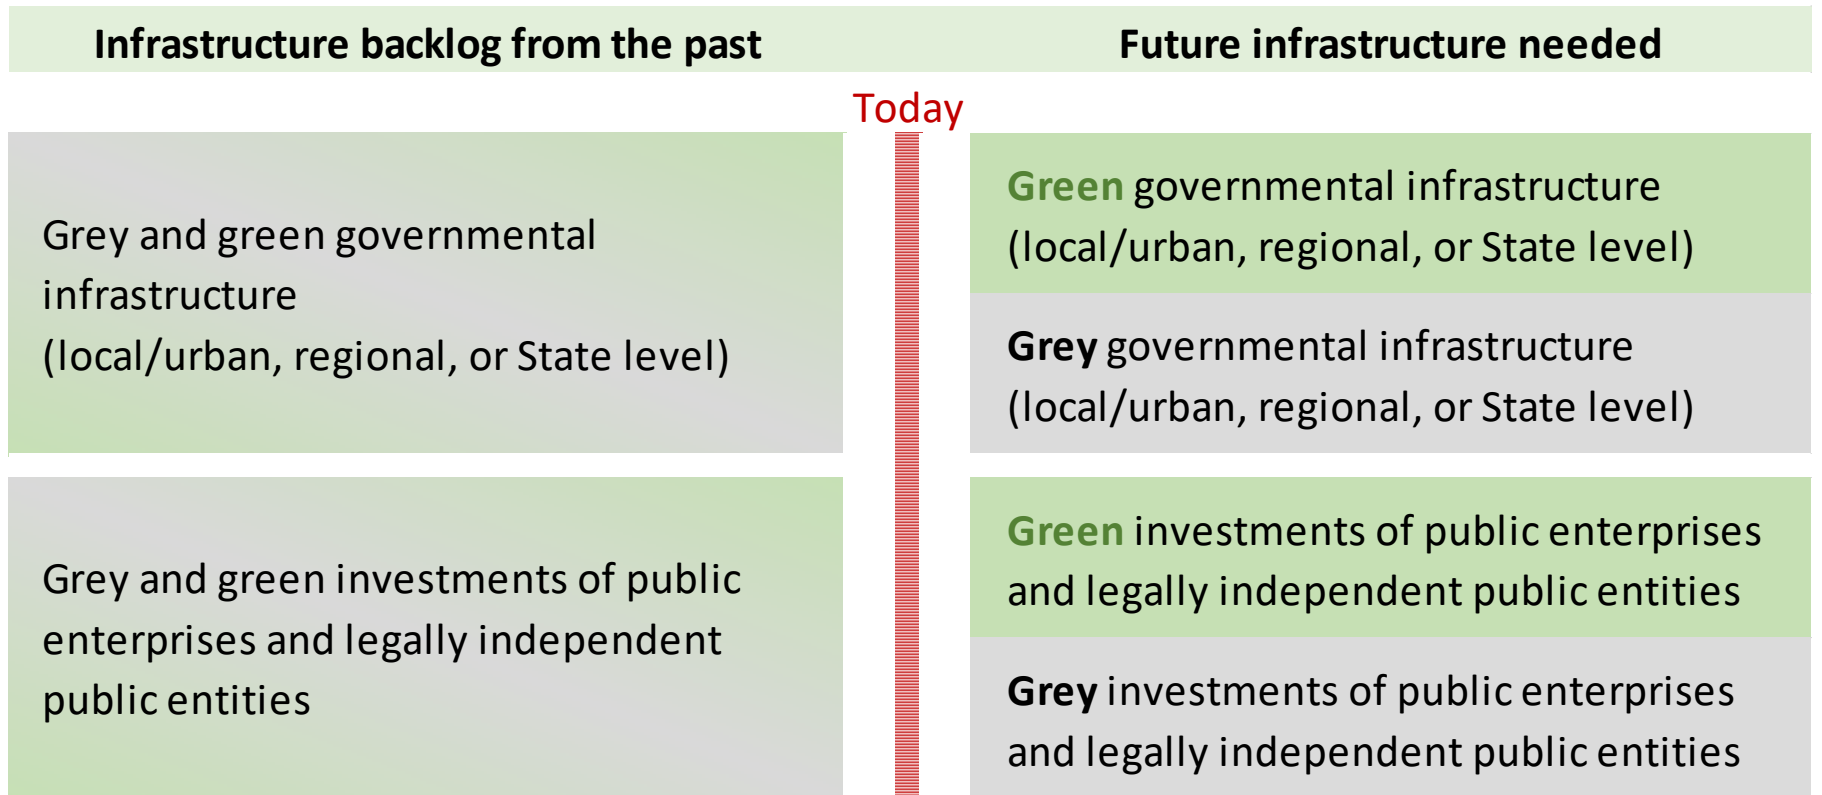 Infrastructure backlog from the past
Future infrastructure needed
Today
Grey and green governmental
infrastructure
(local/urban, regional, or State level)
Green governmental infrastructure
(local/urban, regional, or State level)
Grey governmental infrastructure
(local/urban, regional, or State level)
Grey and green investments of public
enterprises and legally independent
public entities
Green investments of public enterprises
and legally independent public entities
Grey investments of public enterprises
and legally independent public entities